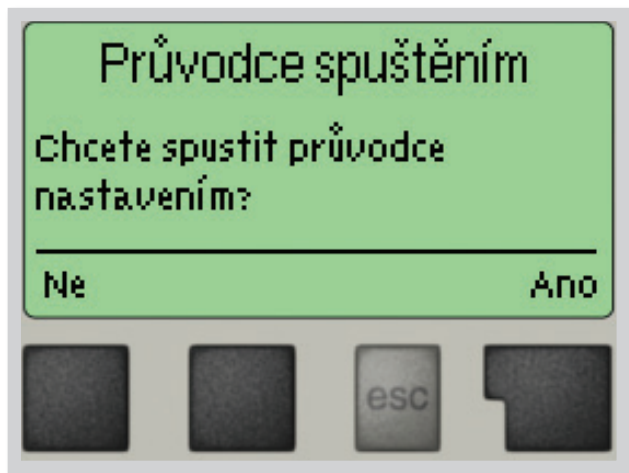 Průvodce spuštěním
Chcete spustit průvodce
nastavením?
Ne
Ano
esc